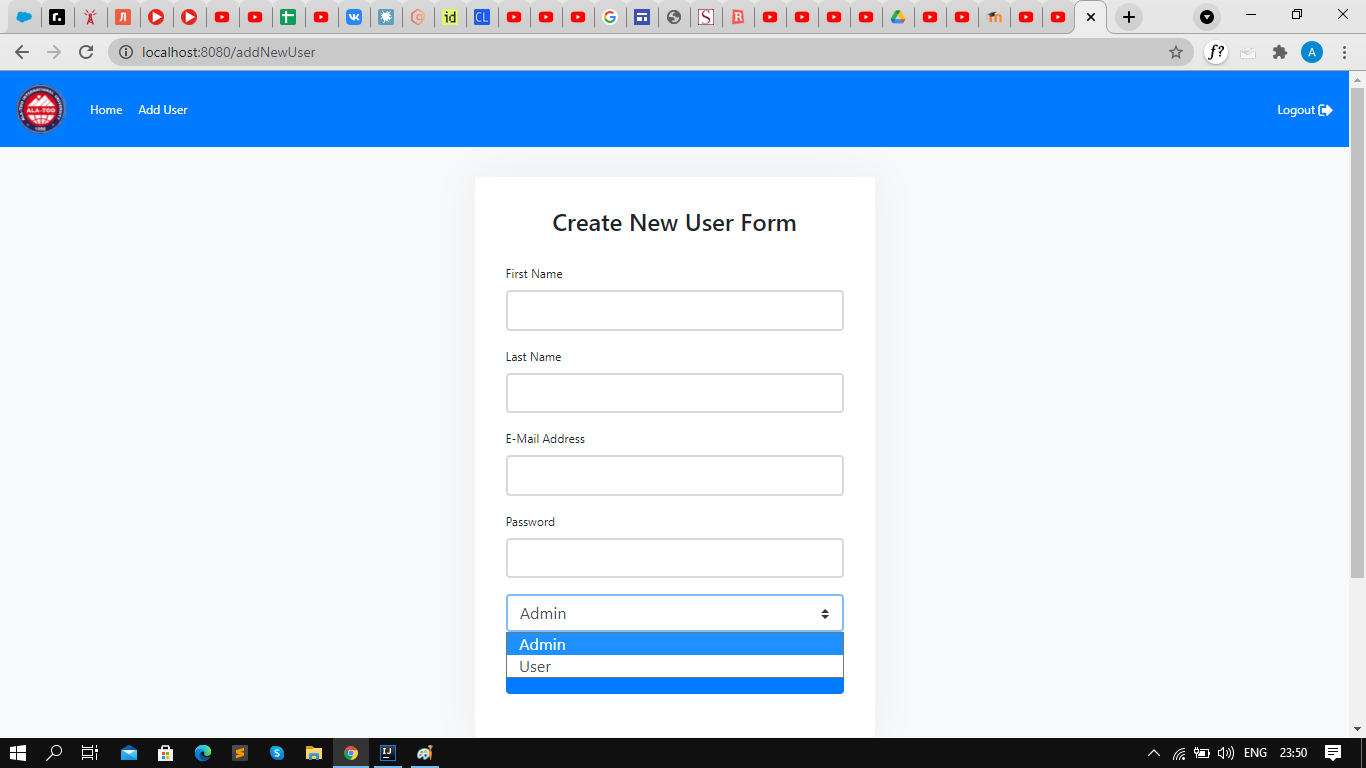 localhost:8080/addNewUser
f?
A
ALA-TOO
Home
Add User
Logout
Create New User Form
First Name
Last Name
E-Mail Address
Password
Admin
Admin
User
ENG
23:50